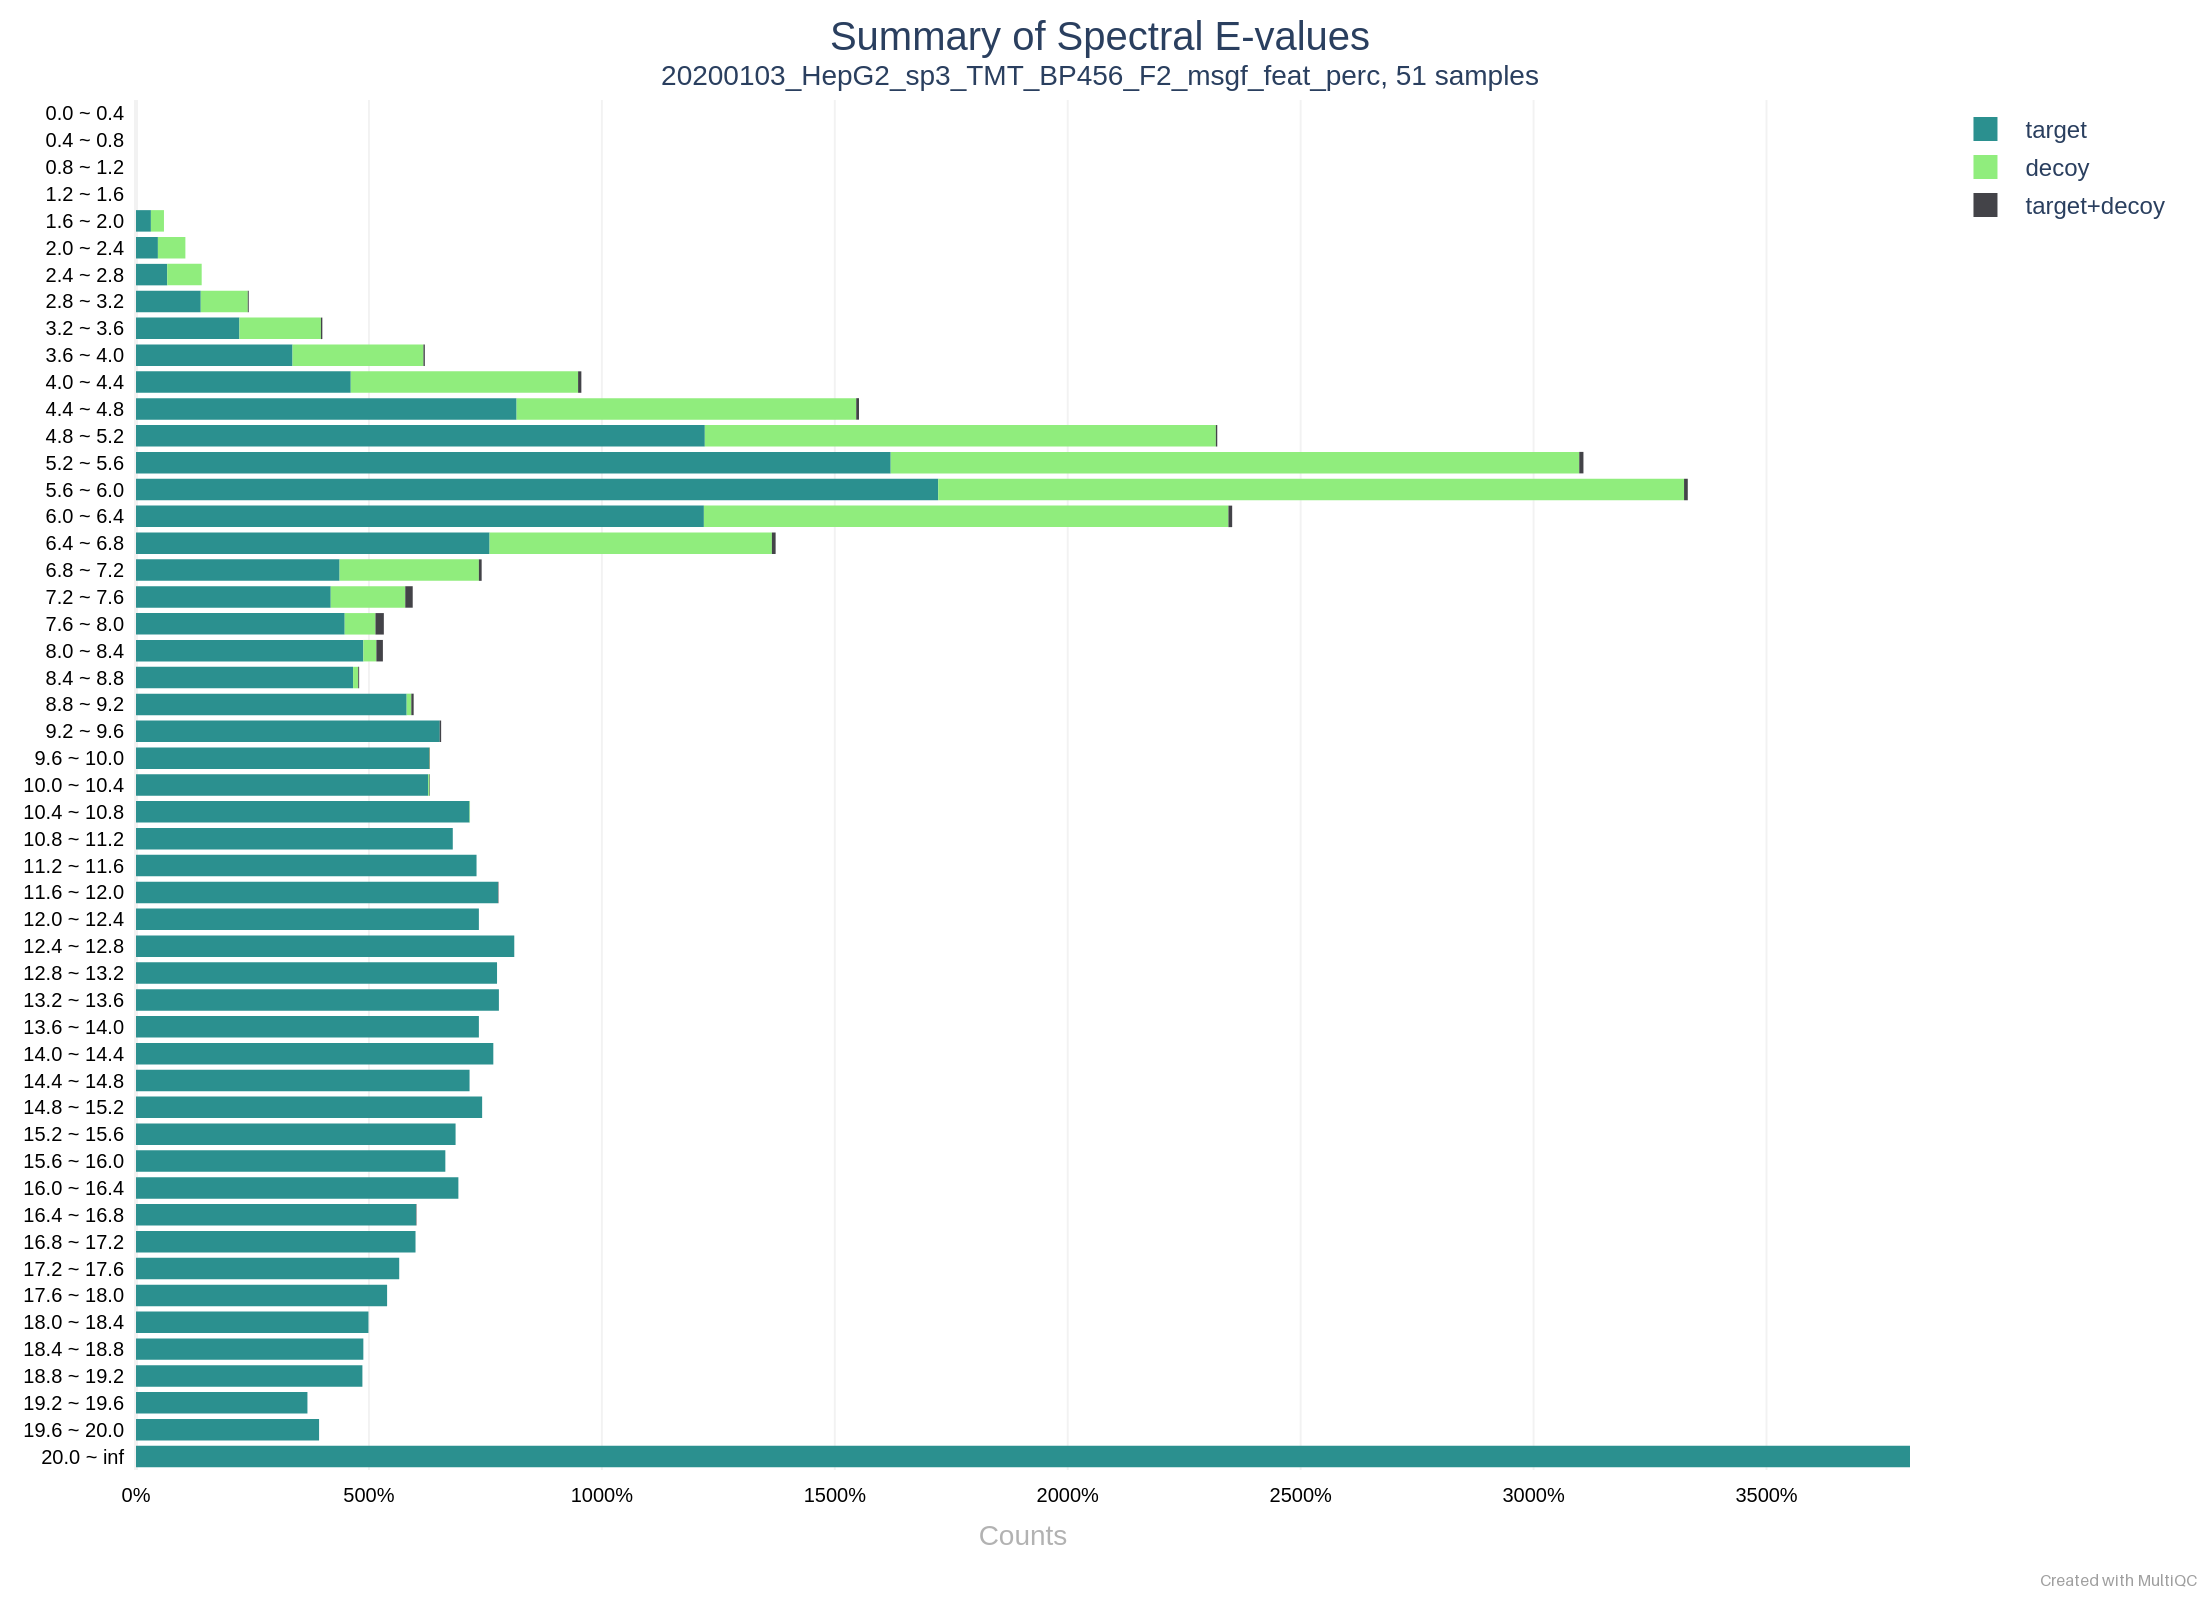 Summary of Spectral E-values
20200103_HepG2_sp3_TMT_BP456_F2_msgf_feat_perc, 51 samples
0.0 ~ 0.4
0.4 ~ 0.8
0.8 ~ 1.2
1.2 ~ 1.6
1.6 ~ 2.0
2.0 ~ 2.4
2.4 ~ 2.8
2.8 ~ 3.2
3.2 ~ 3.6
3.6 ~ 4.0
4.0 ~ 4.4
4.4 ~ 4.8
4.8 ~ 5.2
5.2 ~ 5.6
5.6 ~ 6.0
6.0 ~ 6.4
6.4 ~ 6.8
6.8 ~ 7.2
7.2 ~ 7.6
7.6 ~ 8.0
8.0 ~ 8.4
8.4 ~ 8.8
8.8 ~ 9.2
9.2 ~ 9.6
9.6 ~ 10.0
10.0 ~ 10.4
10.4 ~ 10.8
10.8 ~ 11.2
11.2 ~ 11.6
11.6 ~ 12.0
12.0 ~ 12.4
12.4 ~ 12.8
12.8 ~ 13.2
13.2 ~ 13.6
13.6 ~ 14.0
14.0 ~ 14.4
14.4 ~ 14.8
14.8 ~ 15.2
15.2 ~ 15.6
15.6 ~ 16.0
16.0 ~ 16.4
16.4 ~ 16.8
16.8 ~ 17.2
17.2 ~ 17.6
17.6 ~ 18.0
18.0 ~ 18.4
18.4 ~ 18.8
18.8 ~ 19.2
19.2 ~ 19.6
19.6 ~ 20.0
20.0 ~ inf
0% 500% 1000% 1500% 2000% 2500% 3000% 3500%
Counts
target
decoy
target+decoy
Created with MultiQC